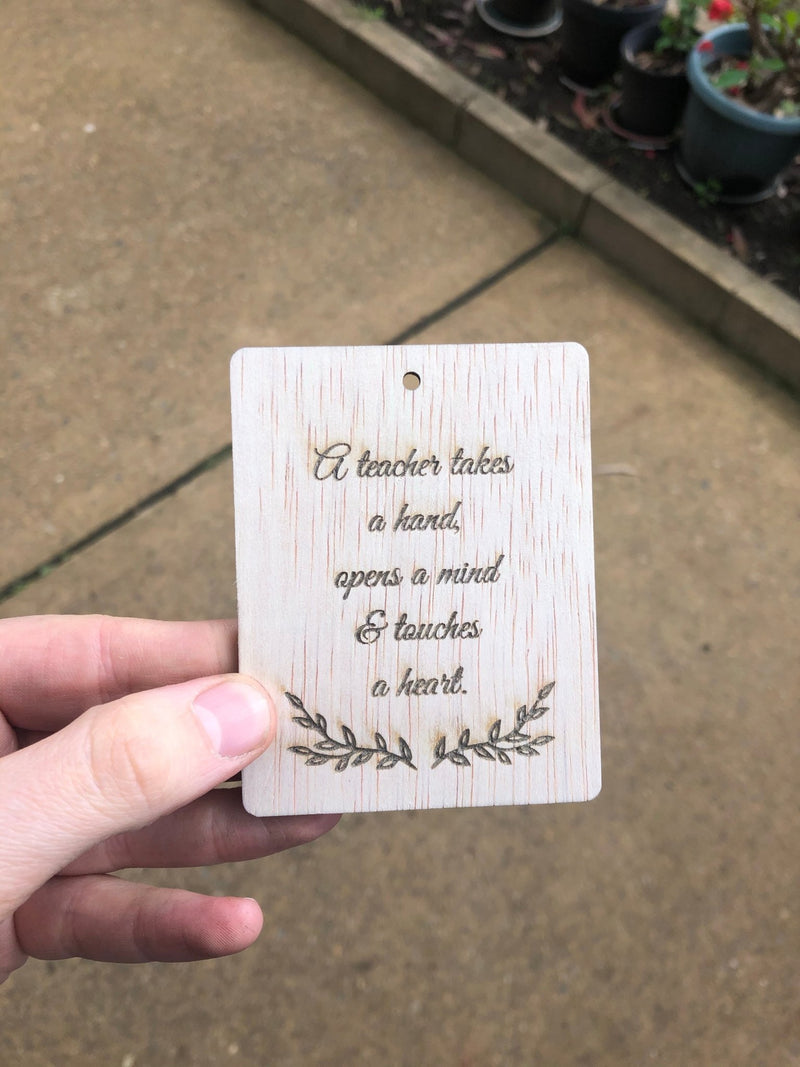 A teacher takes
a hand,
opens a mind
& touches
a heart.